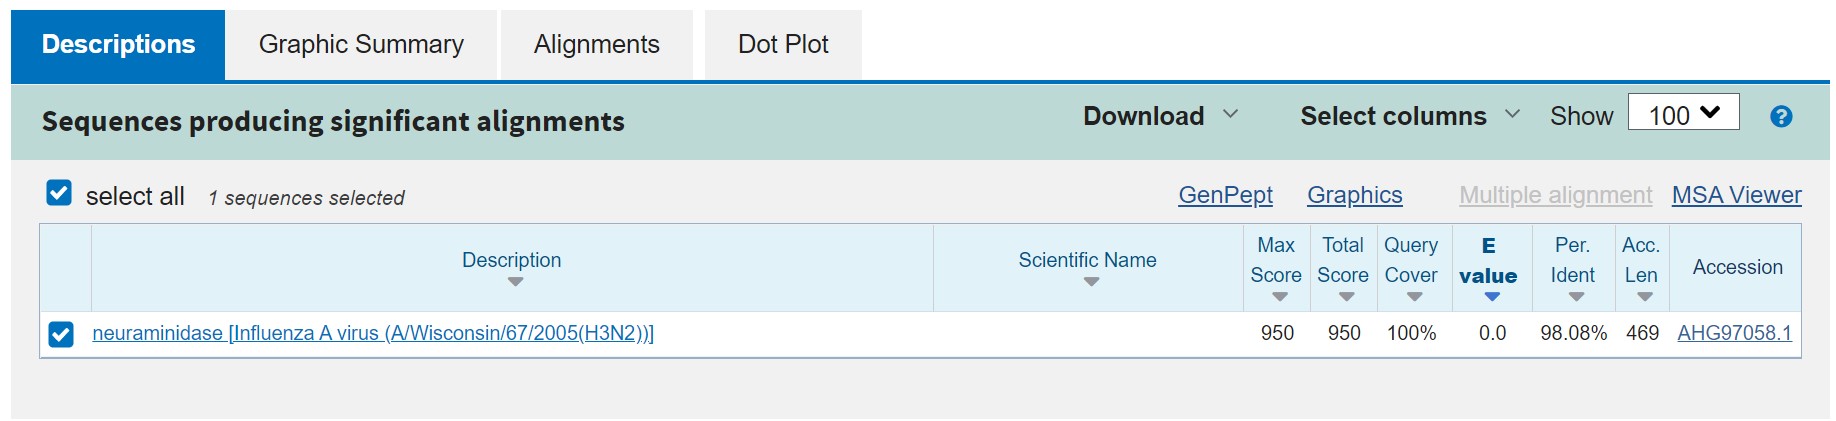 Descriptions Graphic Summary Alignments Dot Plot
Sequences producing significant alignments Download Select columns Show 100 ?
select all 1 sequences selected GenPept Graphics Multiple alignment MSA Viewer
Description Scientific Name Max Score Total Score Query Cover E value Per. Ident Acc. Len Accession
neuraminidase [Influenza A virus (A/Wisconsin/67/2005(H3N2))] 950 950 100% 0.0 98.08% 469 AHG97058.1